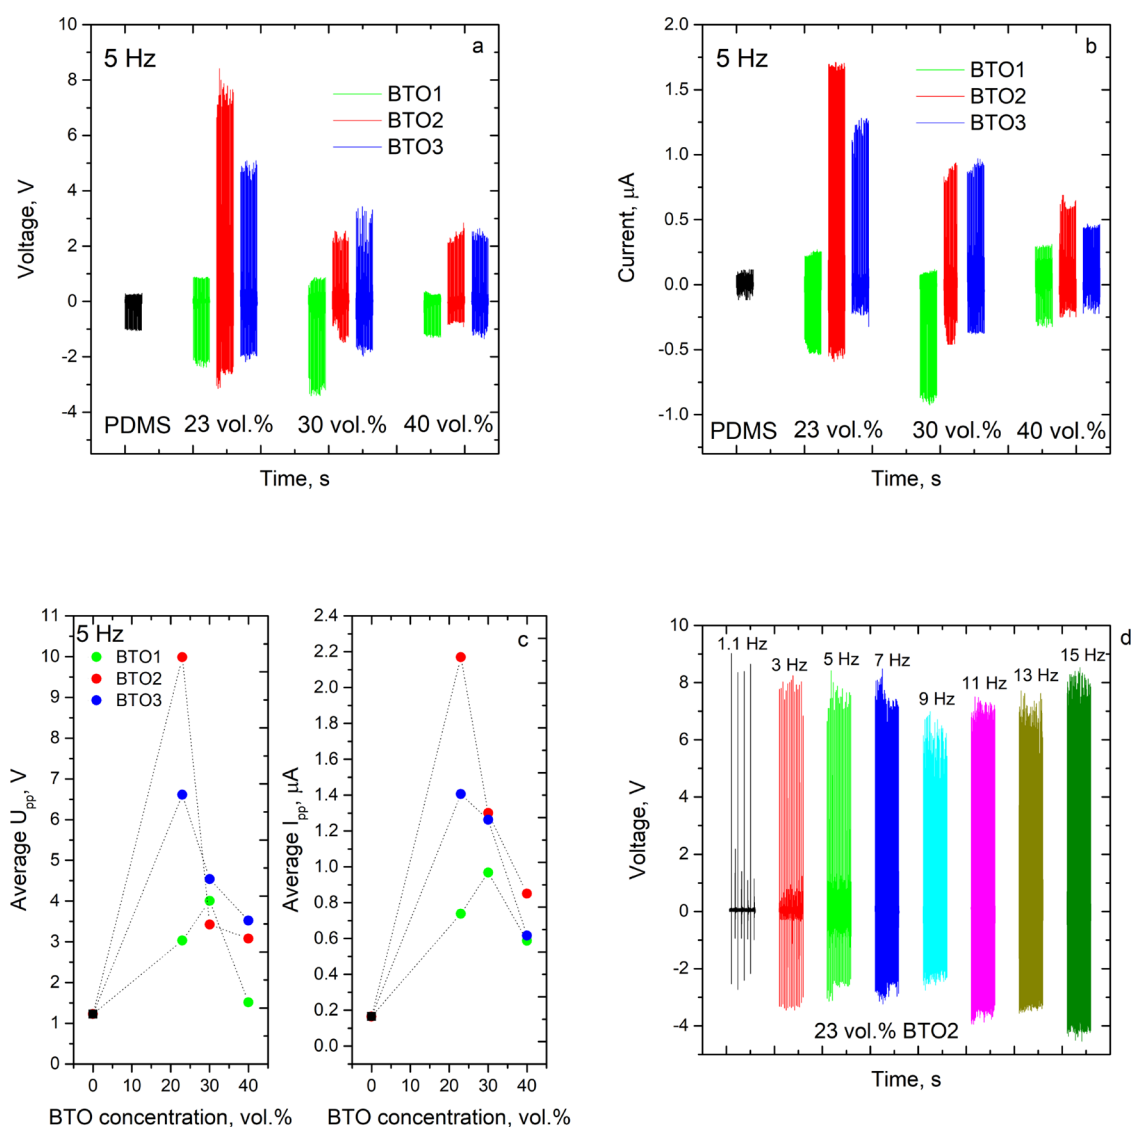 10
8
6
4
2
0
-2
-4
Voltage, V
5 Hz
a
BTO1
BTO2
BTO3
PDMS 23 vol.% 30 vol.% 40 vol.%
Time, s
2.0
1.5
1.0
0.5
0.0
-0.5
-1.0
Current, μA
5 Hz
b
BTO1
BTO2
BTO3
PDMS 23 vol.% 30 vol.% 40 vol.%
Time, s
11
10
9
8
7
6
5
4
3
2
1
0
Average Upp, V
5 Hz
BTO1
BTO2
BTO3
0 10 20 30 40
BTO concentration, vol.%
2.4
2.2
2.0
1.8
1.6
1.4
1.2
1.0
0.8
0.6
0.4
0.2
0.0
Average Ipp, μA
c
0 10 20 30 40
BTO concentration, vol.%
10
8
6
4
2
0
-2
-4
Voltage, V
d
1.1 Hz
3 Hz
5 Hz
7 Hz
9 Hz
11 Hz
13 Hz
15 Hz
23 vol.% BTO2
Time, s